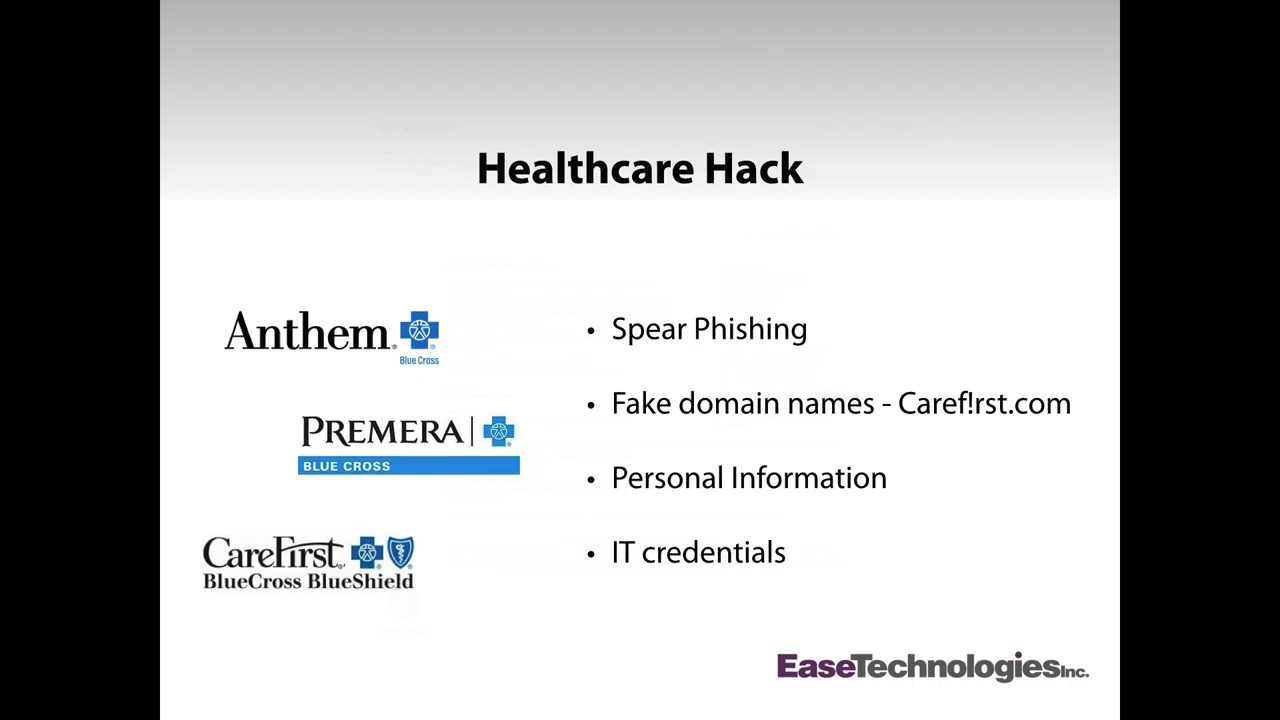 Healthcare Hack
Anthem®
Blue Cross
PREMERA
BLUE CROSS
CareFirst
BlueCross BlueShield
• Spear Phishing
• Fake domain names - Caref!rst.com
• Personal Information
• IT credentials
EaseTechnologies Inc.